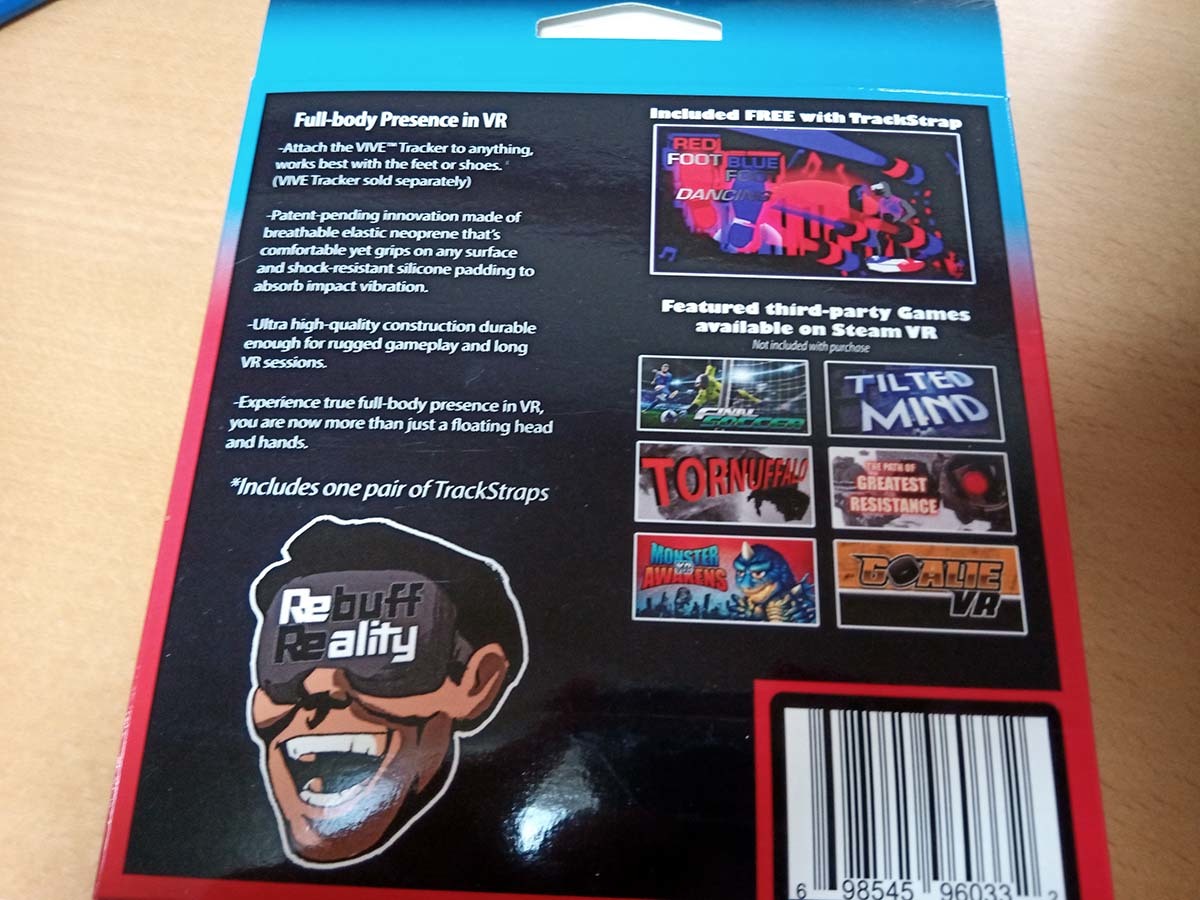 Full-body Presence in VR
-Attach the VIVE™ Tracker to anything,
works best with the feet or shoes.
(VIVE Tracker sold separately)
-Patent-pending innovation made of
breathable elastic neoprene that's
comfortable yet grips on any surface
and shock-resistant silicone padding to
absorb impact vibration.
-Ultra high-quality construction durable
enough for rugged gameplay and long
VR sessions.
-Experience true full-body presence in VR,
you are now more than just a floating head
and hands.
*Includes one pair of TrackStraps
Rebuff
Reality
Included FREE with TrackStrap
RED
FOOT BLUE
DANCING
Featured third-party Games
available on Steam VR
Not included with purchase
FINAL
SOCCER
TILTED
MIND
TORNUFFALO
THE PATH OF
GREATEST
RESISTANCE
MONSTER
AWAKENS
GOALIE
VR
6 98545 96033 2